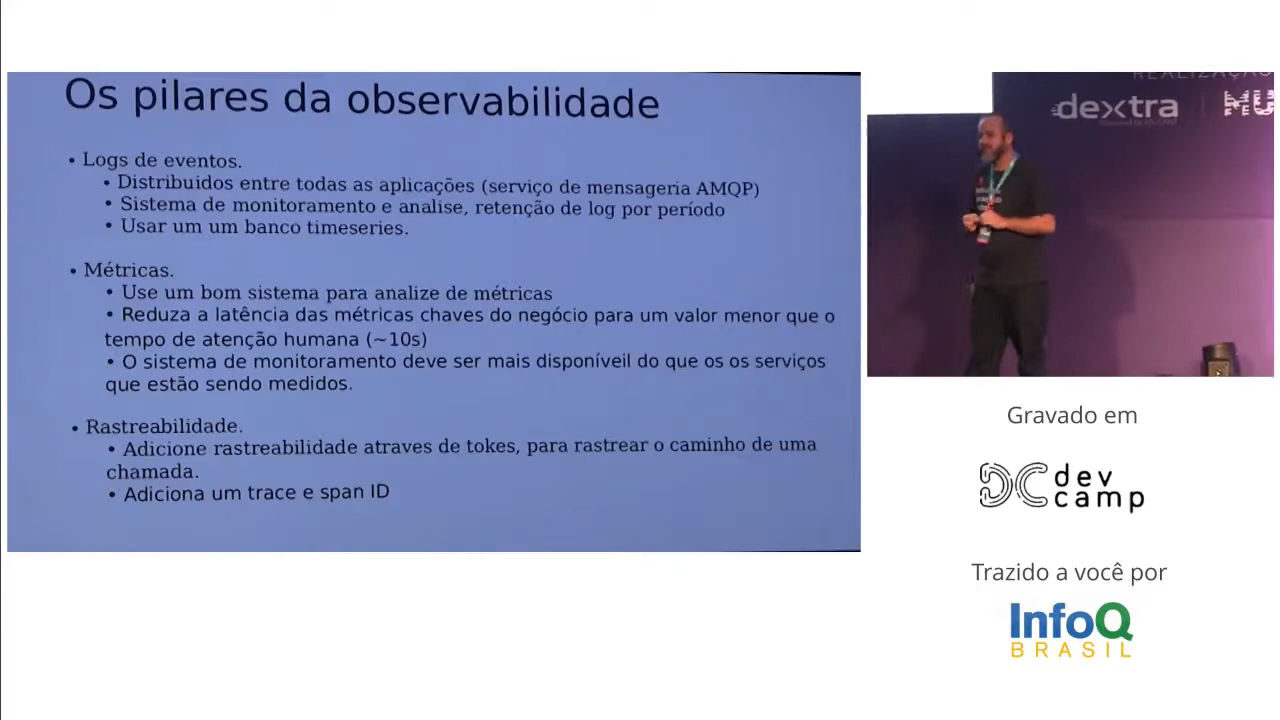 Os pilares da observabilidade
• Logs de eventos.
• Distribuidos entre todas as aplicações (serviço de mensageria AMQP)
• Sistema de monitoramento e analise, retenção de log por período
• Usar um um banco timeseries.
• Métricas.
• Use um bom sistema para analize de métricas
• Reduza a latência das métricas chaves do negócio para um valor menor que o
tempo de atenção humana (~10s)
• O sistema de monitoramento deve ser mais disponíveil do que os os serviços
que estão sendo medidos.
• Rastreabilidade.
• Adicione rastreabilidade atraves de tokes, para rastrear o caminho de uma
chamada.
• Adiciona um trace e span ID
REALIZAÇÃO
dextra
Gravado em
dev
camp
Trazido a você por
InfoQ
BRASIL